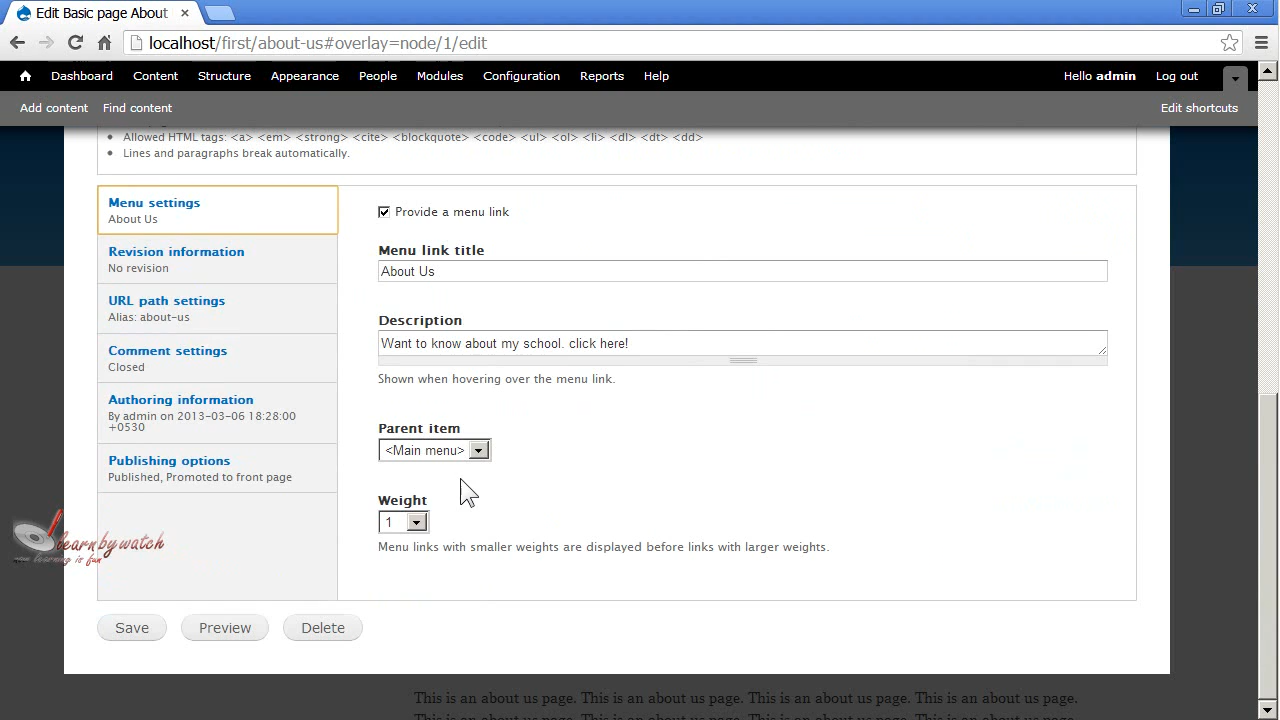 Edit Basic page About
localhost/first/about-us#overlay=node/1/edit
Dashboard Content Structure Appearance People Modules Configuration Reports Help Hello admin Log out
Add content Find content Edit shortcuts
Allowed HTML tags: <a> <em> <strong> <cite> <blockquote> <code> <ul> <ol> <li> <dl> <dt> <dd>
Lines and paragraphs break automatically.
Menu settings
About Us
Revision information
No revision
URL path settings
Alias: about-us
Comment settings
Closed
Authoring information
By admin on 2013-03-06 18:28:00
+0530
Publishing options
Published, Promoted to front page
Provide a menu link
Menu link title
About Us
Description
Want to know about my school. click here!
Shown when hovering over the menu link.
Parent item
<Main menu>
Weight
1
Menu links with smaller weights are displayed before links with larger weights.
learnbywatch
learning is fun
Save Preview Delete
This is an about us page. This is an about us page. This is an about us page. This is an about us page.